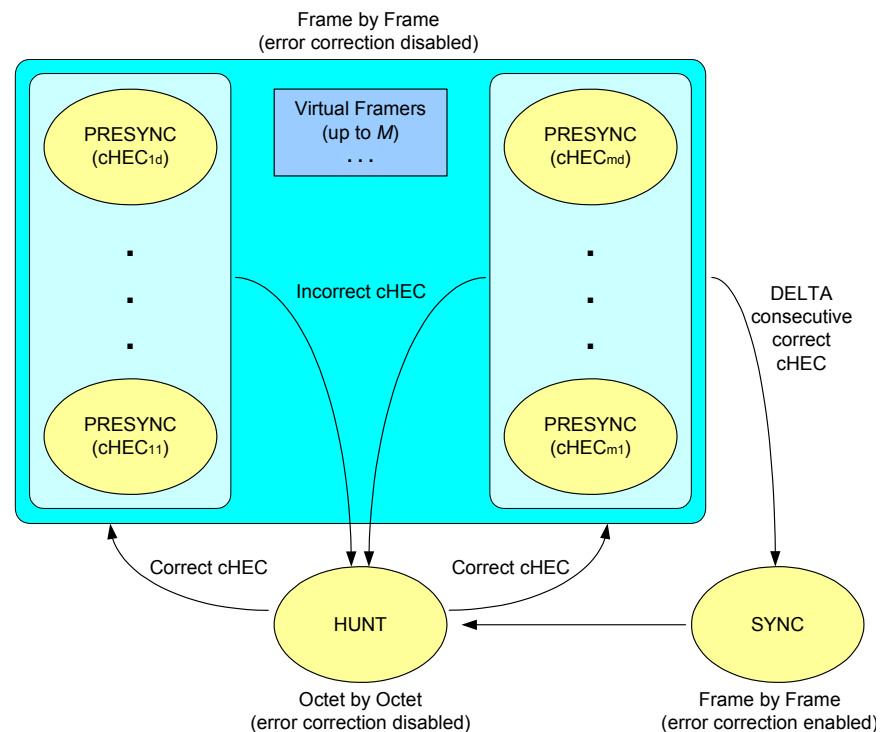 Frame by Frame
(error correction disabled)
PRESYNC
(cHEC1d)
Virtual Framers
(up to M)
. . .
PRESYNC
(cHECmd)
.
.
.
.
.
.
Incorrect cHEC
DELTA
consecutive
correct
cHEC
PRESYNC
(cHEC11)
PRESYNC
(cHECm1)
Correct cHEC
Correct cHEC
HUNT
SYNC
Octet by Octet
(error correction disabled)
Frame by Frame
(error correction enabled)